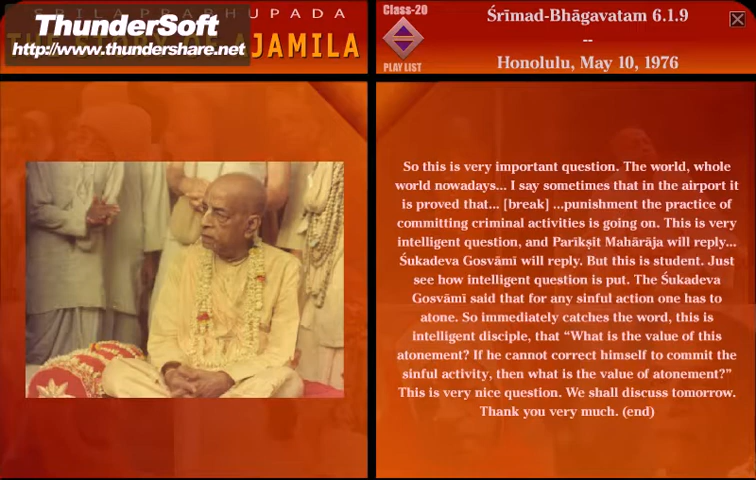 SRILA PRABHUPADA
ThunderSoft
http://www.thundershare.net
AJAMILA
Class-20
PLAY LIST
Śrīmad-Bhāgavatam 6.1.9
--
Honolulu, May 10, 1976
So this is very important question. The world, whole
world nowadays... I say sometimes that in the airport it
is proved that... [break] ...punishment the practice of
committing criminal activities is going on. This is very
intelligent question, and Parīkṣit Mahārāja will reply...
Śukadeva Gosvāmī will reply. But this is student. Just
see how intelligent question is put. The Śukadeva
Gosvāmī said that for any sinful action one has to
atone. So immediately catches the word, this is
intelligent disciple, that “What is the value of this
atonement? If he cannot correct himself to commit the
sinful activity, then what is the value of atonement?”
This is very nice question. We shall discuss tomorrow.
Thank you very much. (end)